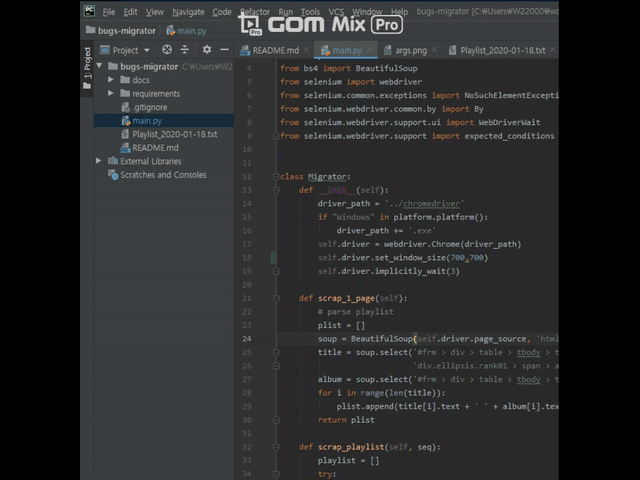 File Edit View Navigate Code Refactor Run Tools VCS Window Help bugs-migrator [C:\Users\W22000\
GOM Mix Pro
bugs-migrator main.py
1: Project
Project
README.md main.py args.png Playlist_2020-01-18.txt
bugs-migrator C:\Users\W2
docs
requirements
.gitignore
main.py
Playlist_2020-01-18.txt
README.md
External Libraries
Scratches and Consoles
4 from bs4 import BeautifulSoup
5 from selenium import webdriver
6 from selenium.common.exceptions import NoSuchElementExcepti
7 from selenium.webdriver.common.by import By
8 from selenium.webdriver.support.ui import WebDriverWait
9 from selenium.webdriver.support import expected_conditions
10
11
12 class Migrator:
13 def __init__(self):
14 driver_path = '../chromedriver'
15 if "Windows" in platform.platform():
16 driver_path += '.exe'
17 self.driver = webdriver.Chrome(driver_path)
18 self.driver.set_window_size(700,700)
19 self.driver.implicitly_wait(3)
20
21 def scrap_1_page(self):
22 # parse playlist
23 plist = []
24 soup = BeautifulSoup(self.driver.page_source, 'html
25 title = soup.select('#frm > div > table > tbody > t
26 'div.ellipsis.rank01 > span > a
27 album = soup.select('#frm > div > table > tbody > t
28 for i in range(len(title)):
29 plist.append(title[i].text + ' ' + album[i].tex
30 return plist
31
32 def scrap_playlist(self, seq):
33 playlist = []
34 try: